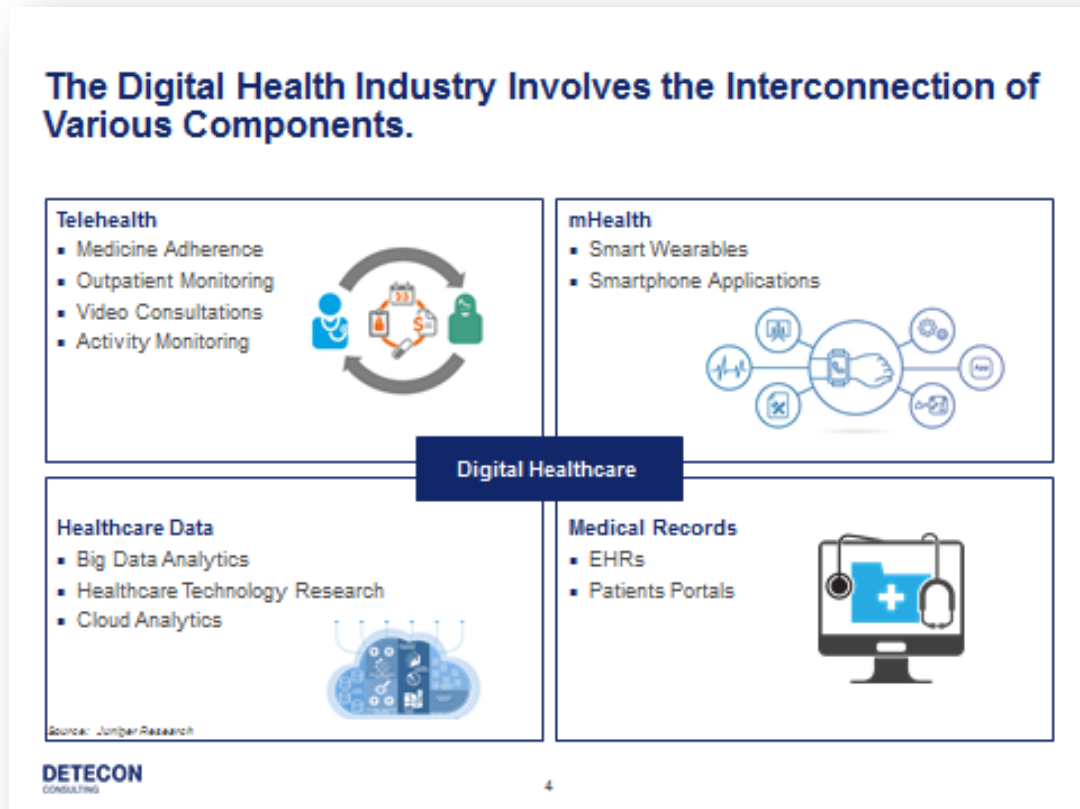 The Digital Health Industry Involves the Interconnection of
Various Components.
Telehealth
▪ Medicine Adherence
▪ Outpatient Monitoring
▪ Video Consultations
▪ Activity Monitoring
mHealth
▪ Smart Wearables
▪ Smartphone Applications
App
Digital Healthcare
Healthcare Data
▪ Big Data Analytics
▪ Healthcare Technology Research
▪ Cloud Analytics
Medical Records
▪ EHRs
▪ Patients Portals
Source: Juniper Research
DETECON
CONSULTING
4